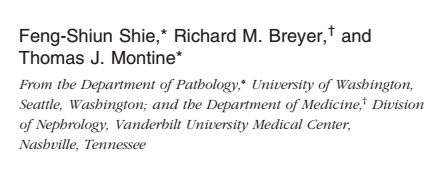 Feng-Shiun Shie,* Richard M. Breyer,† and
Thomas J. Montine*
From the Department of Pathology,* University of Washington,
Seattle, Washington; and the Department of Medicine,† Division
of Nephrology, Vanderbilt University Medical Center,
Nashville, Tennessee